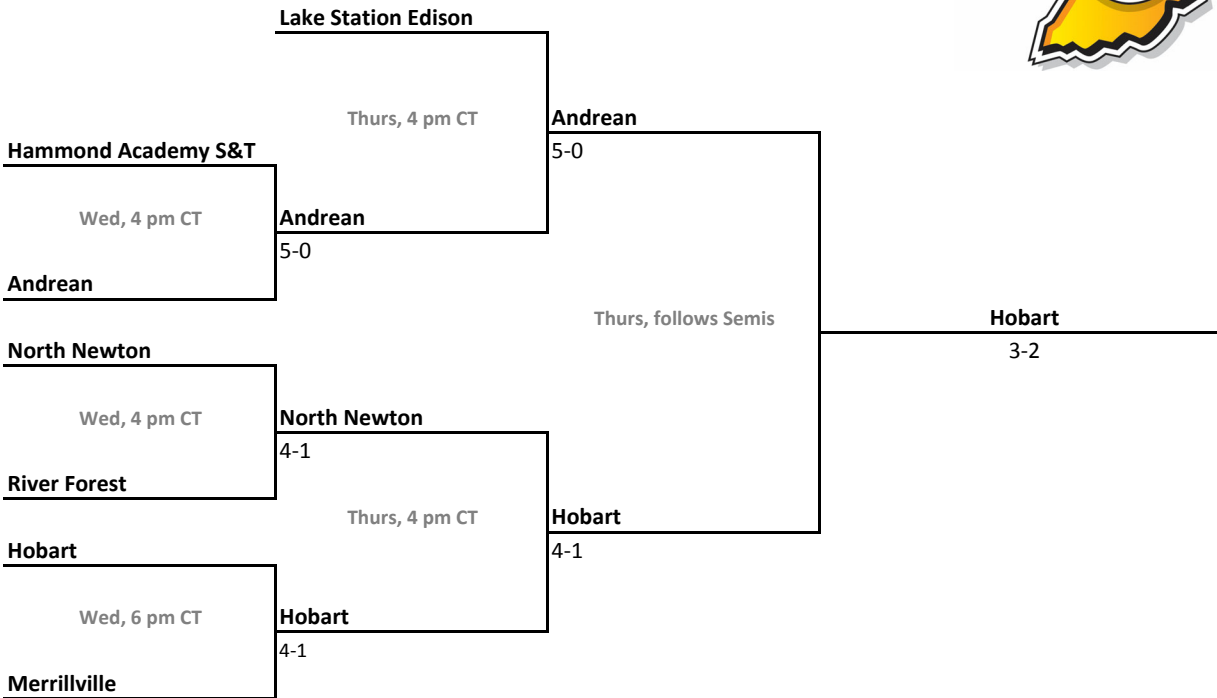 Lake Station Edison
Thurs, 4 pm CT
Andrean
5-0
Hammond Academy S&T
Wed, 4 pm CT
Andrean
5-0
Andrean
Thurs, follows Semis
Hobart
3-2
North Newton
Wed, 4 pm CT
North Newton
4-1
River Forest
Thurs, 4 pm CT
Hobart
4-1
Hobart
Wed, 6 pm CT
Hobart
4-1
Merrillville